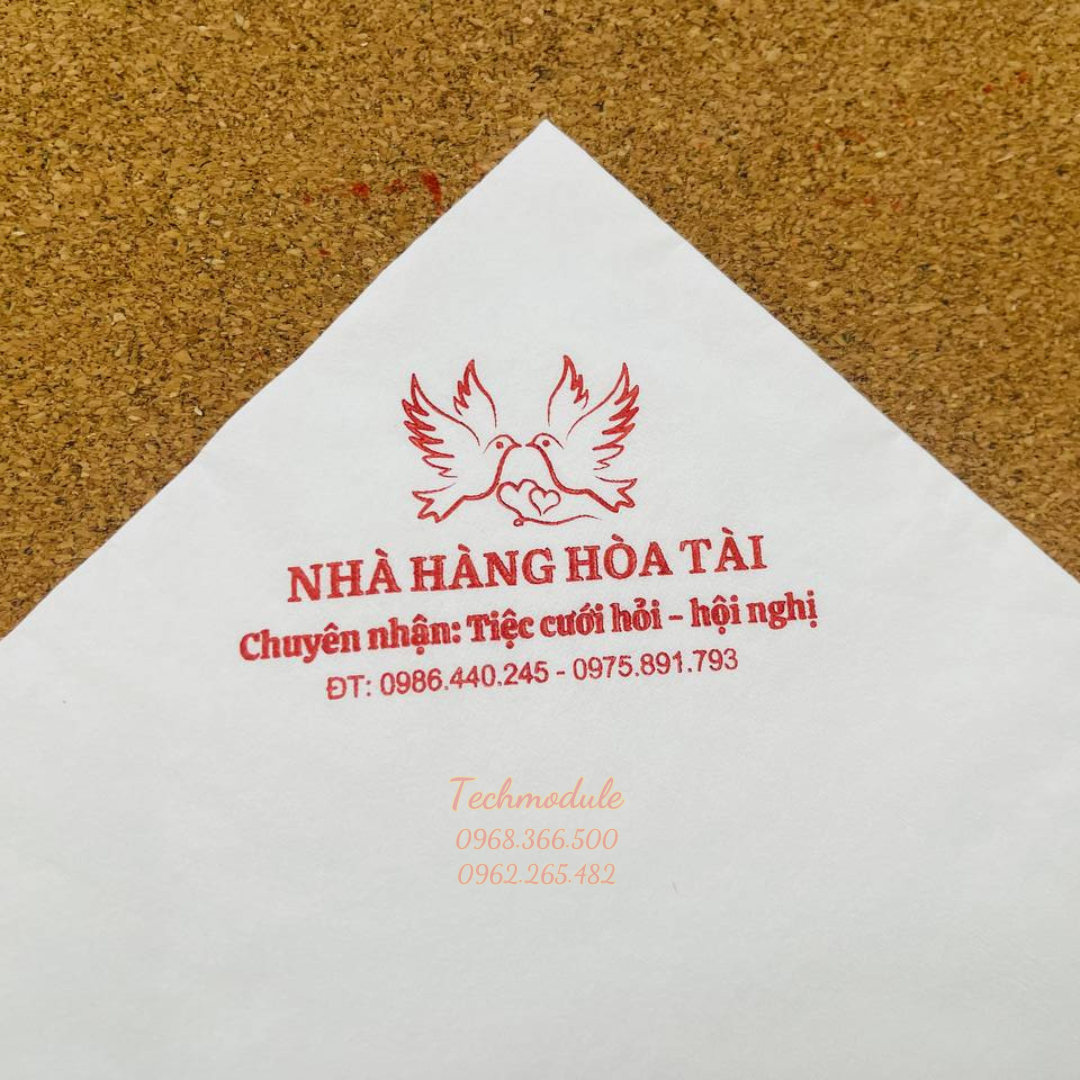 NHÀ HÀNG HÒA TÀI
Chuyên nhận: Tiệc cưới hỏi - hội nghị
ĐT: 0986.440.245 - 0975.891.793
Techmodule
0968.366.500
0962.265.482